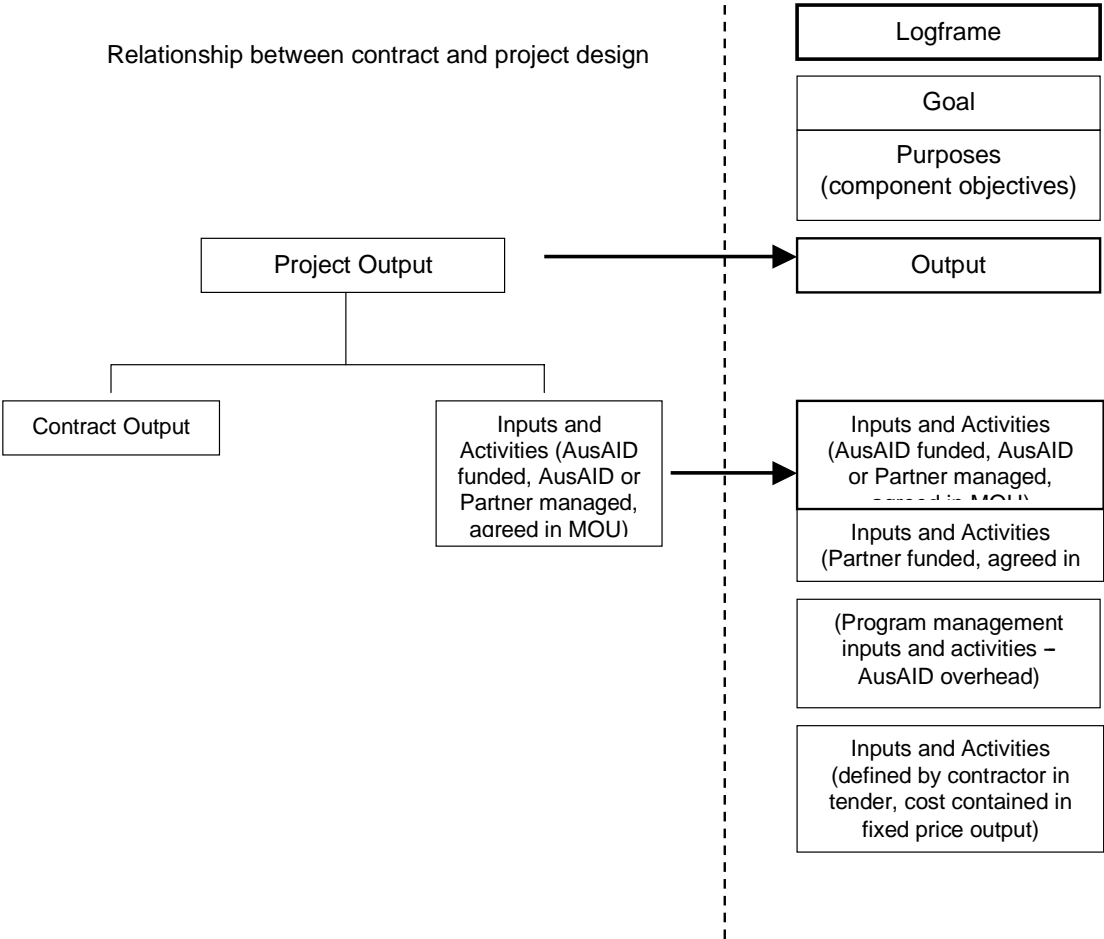 Relationship between contract and project design
Project Output
Contract Output
Inputs and
Activities (AusAID
funded, AusAID or
Partner managed,
agreed in MOU)
Logframe
Goal
Purposes
(component objectives)
Output
Inputs and Activities
(AusAID funded, AusAID
or Partner managed,
agreed in MOU)
Inputs and Activities
(Partner funded, agreed in
(Program management
inputs and activities –
AusAID overhead)
Inputs and Activities
(defined by contractor in
tender, cost contained in
fixed price output)